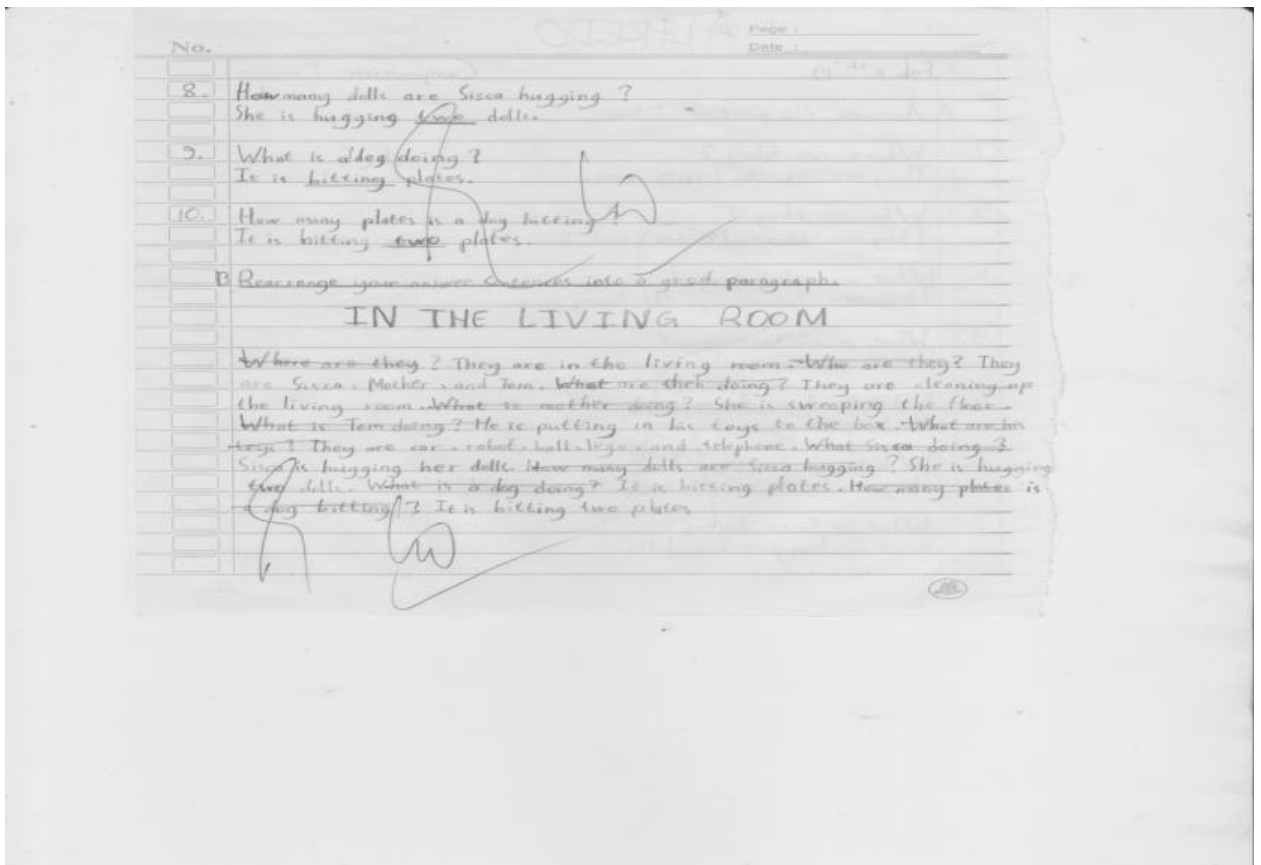 Page :
No.
Date :
8. How many dolls are Sisca hugging ?
She is hugging two dolls.
9. What is a dog doing ?
It is bitting plates.
10. How many plates is a dog bitting
It is bitting two plates.
B Rearrange your answer sentences into a good paragraph.
IN THE LIVING ROOM
Where are they ? They are in the living room. Who are they? They
are Sisca, Mother, and Tom. What are doing ? They are cleaning up
the living room. What is mother doing ? She is sweeping the floor.
What is Tom doing ? He is putting in his toys to the box. What are his
toys ? They are car, robot, ball, lego, and telephone. What Sisca doing ?
Sisca is hugging her dolls. How many dolls are Sisca hugging ? She is hugging
two dolls. What is a dog doing? It is bitting plates. How many plates is
a dog bitting ? It is bitting two plates